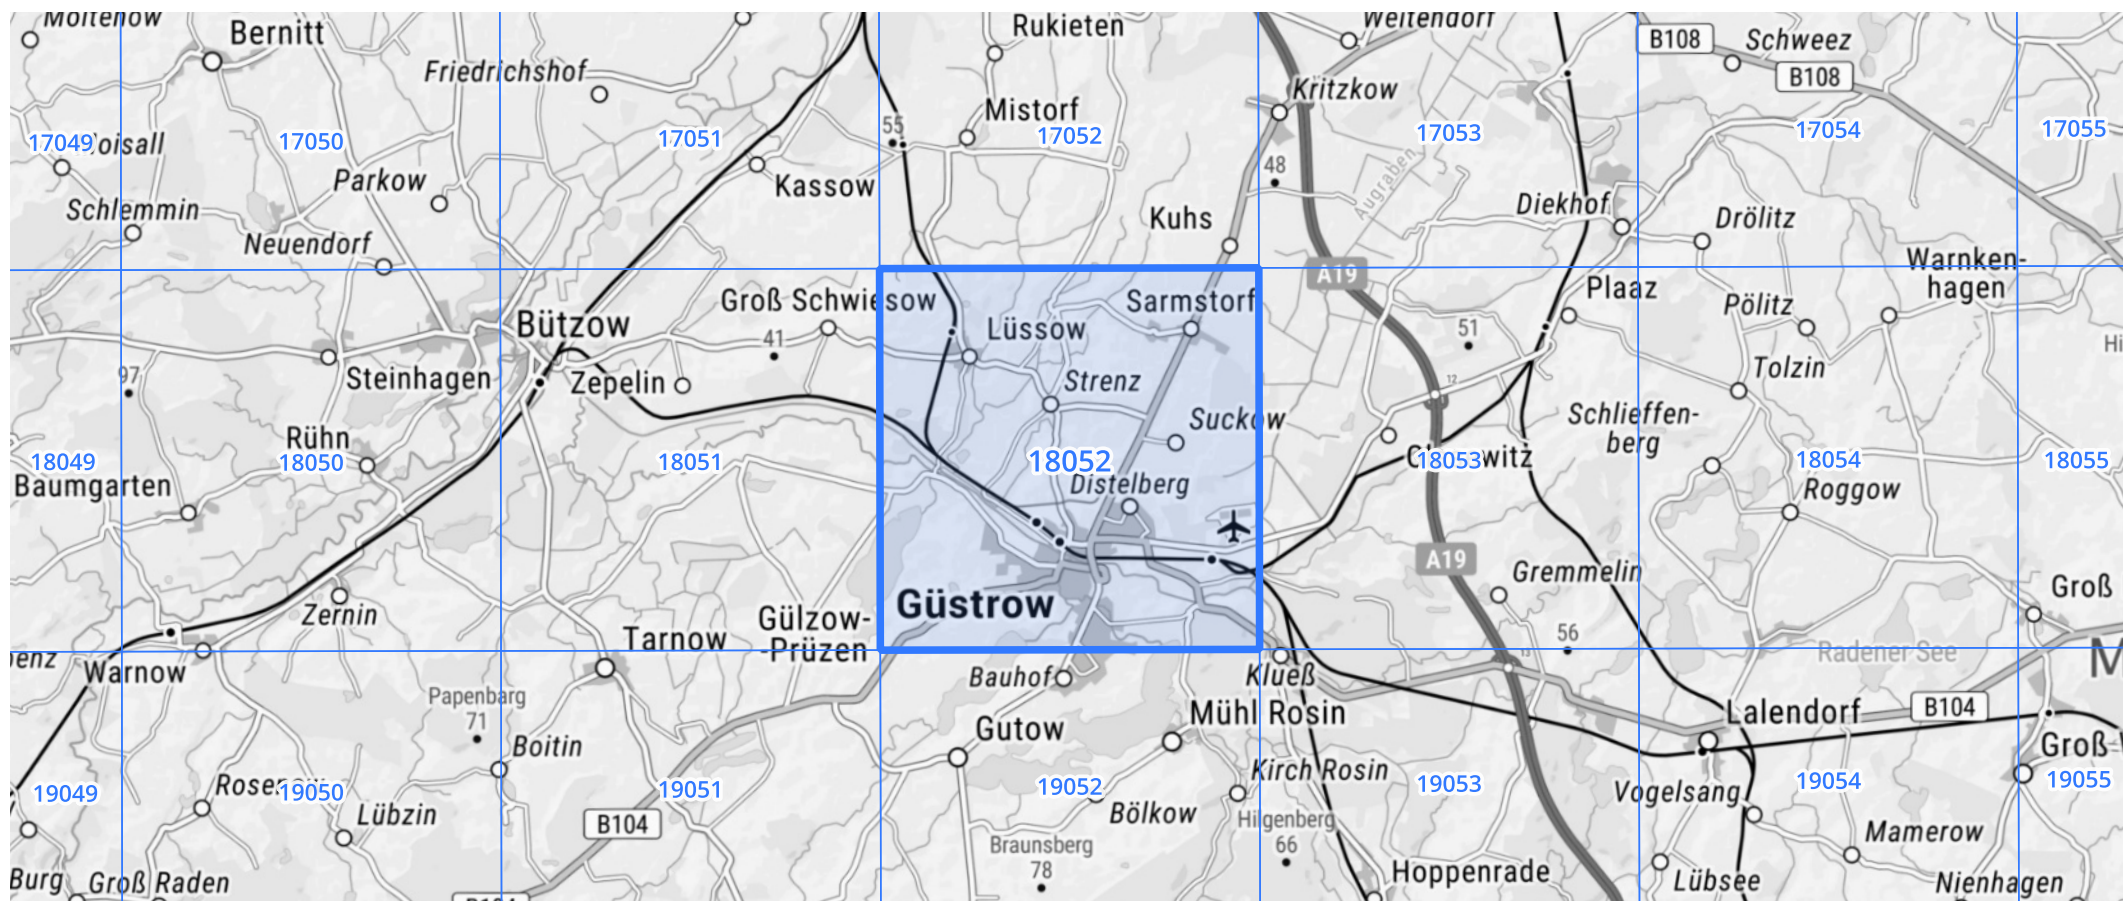 Moltenow
Bernitt
Friedrichshof
Rukieten
Weitendorf
B108
Schweez
B108
Kritzkow
Mistorf
55
17049
17050
17051
17052
17053
17054
17055
Parkow
Kassow
48
Augraben
Schlemmin
Kuhs
Diekhof
Drölitz
Neuendorf
A19
Warnken-
hagen
Groß Schwiesow
Sarmstorf
Plaaz
Pölitz
Bützow
Lüssow
41
51
Hi
97
Steinhagen
Zepelin
Strenz
12
Tolzin
Suckow
Schlieffen-
berg
Rühn
18049
18050
18051
18052
18053
18054
18055
Baumgarten
Distelberg
Roggow
A19
Gremmelin
Groß
Zernin
Güstrow
Gülzow-
-Prüzen
Tarnow
56
13
Radener See
M
Warnow
Bauhof
Klueß
Papenbarg
71
Mühl Rosin
Lalendorf
B104
Gutow
Boitin
Groß-
Kirch Rosin
19049
19050
19051
19052
19053
19054
19055
Vogelsang
Lübzin
B104
Bölkow
Hilgenberg
66
Mamerow
Braunsberg
78
Burg
Groß Raden
Hoppenrade
Lübsee
Nienhagen
B104